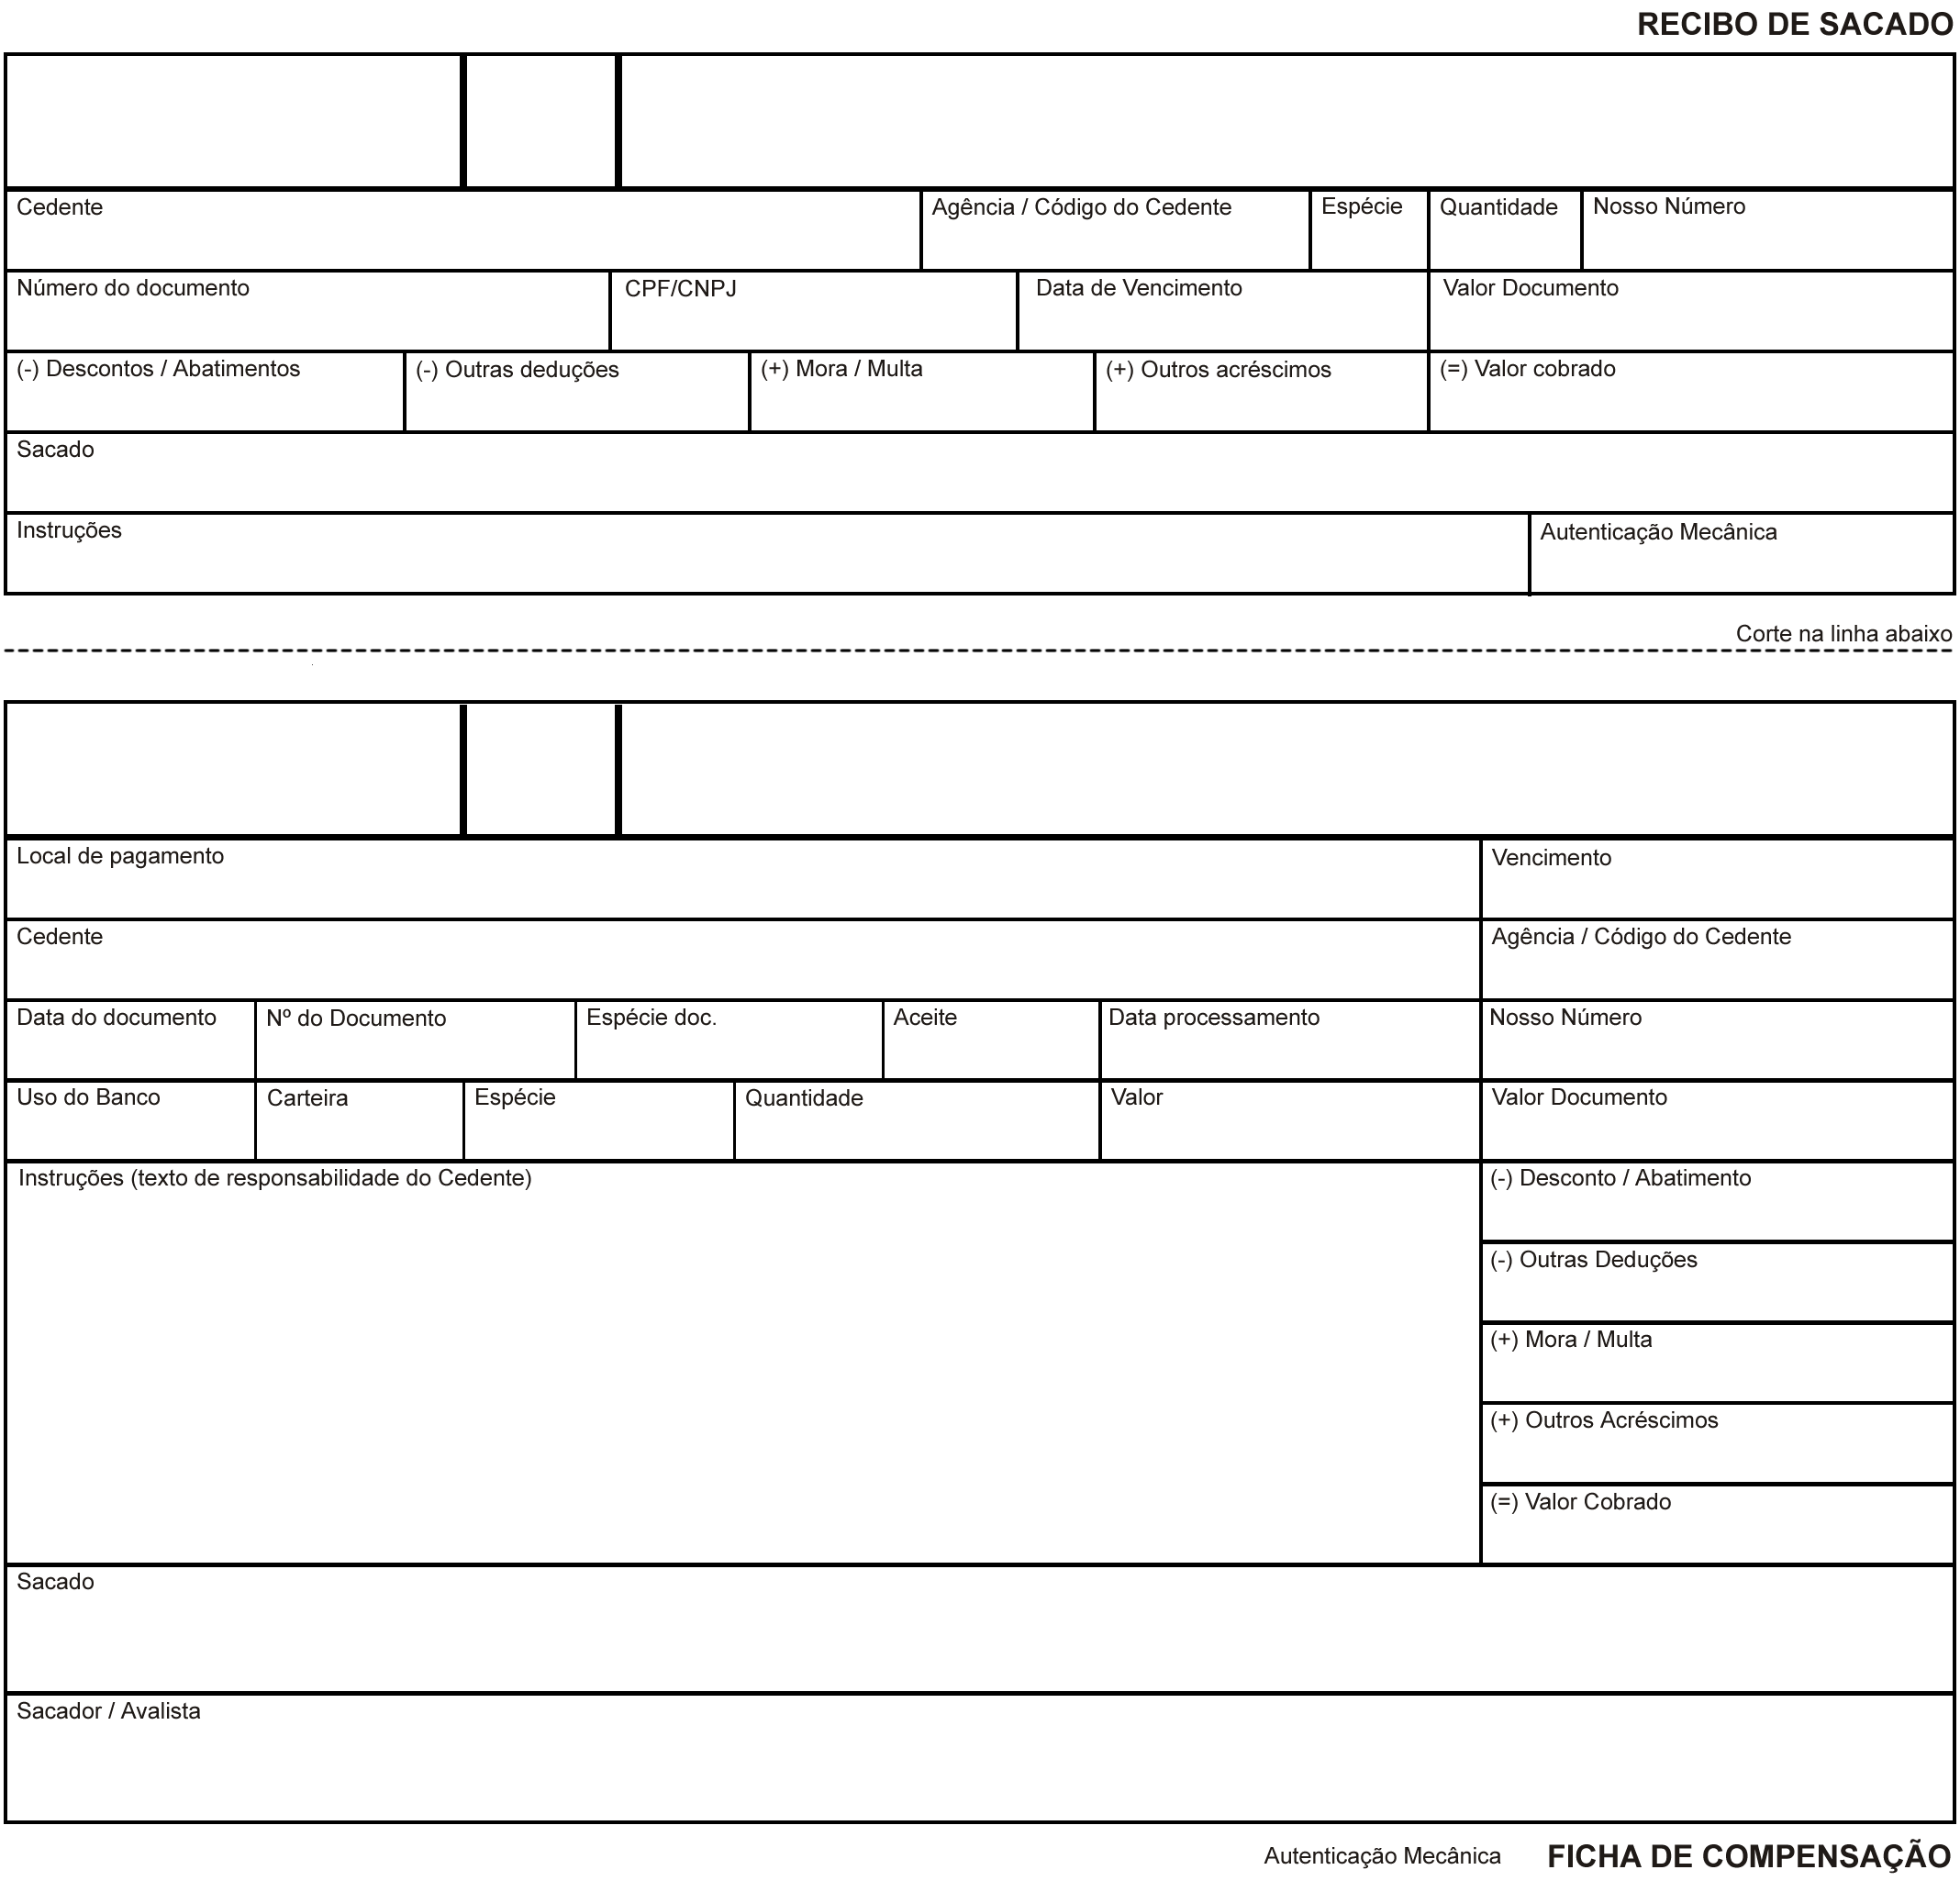 RECIBO DE SACADO
Cedente Agência / Código do Cedente Espécie Quantidade Nosso Número
Número do documento CPF/CNPJ Data de Vencimento Valor Documento
(-) Descontos / Abatimentos (-) Outras deduções (+) Mora / Multa (+) Outros acréscimos (=) Valor cobrado
Sacado
Instruções Autenticação Mecânica
Corte na linha abaixo
Local de pagamento Vencimento
Cedente Agência / Código do Cedente
Data do documento Nº do Documento Espécie doc. Aceite Data processamento Nosso Número
Uso do Banco Carteira Espécie Quantidade Valor Valor Documento
Instruções (texto de responsabilidade do Cedente) (-) Desconto / Abatimento
(-) Outras Deduções
(+) Mora / Multa
(+) Outros Acréscimos
(=) Valor Cobrado
Sacado
Sacador / Avalista
Autenticação Mecânica FICHA DE COMPENSAÇÃO